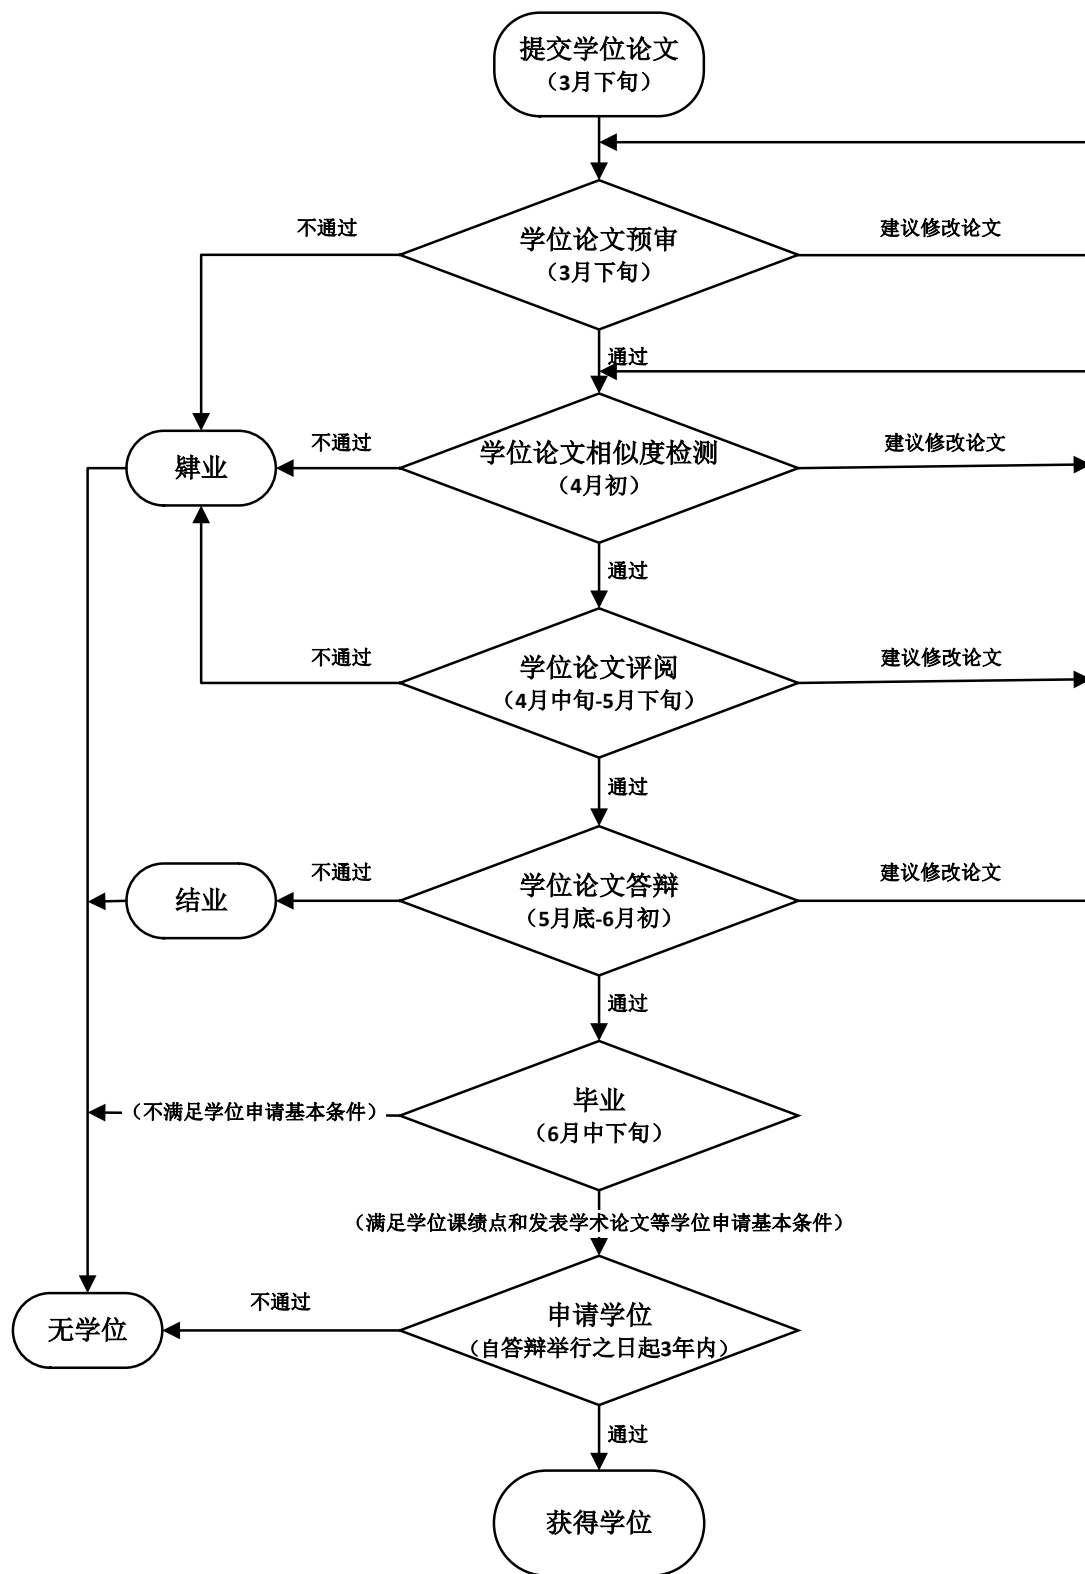 提交学位论文
（3月下旬）
不通过
学位论文预审
（3月下旬）
建议修改论文
通过
肄业
不通过
学位论文相似度检测
（4月初）
建议修改论文
通过
不通过
学位论文评阅
（4月中旬-5月下旬）
建议修改论文
通过
结业
不通过
学位论文答辩
（5月底-6月初）
建议修改论文
通过
（不满足学位申请基本条件）
毕业
（6月中下旬）
（满足学位课绩点和发表学术论文等学位申请基本条件）
无学位
不通过
申请学位
（自答辩举行之日起3年内）
通过
获得学位